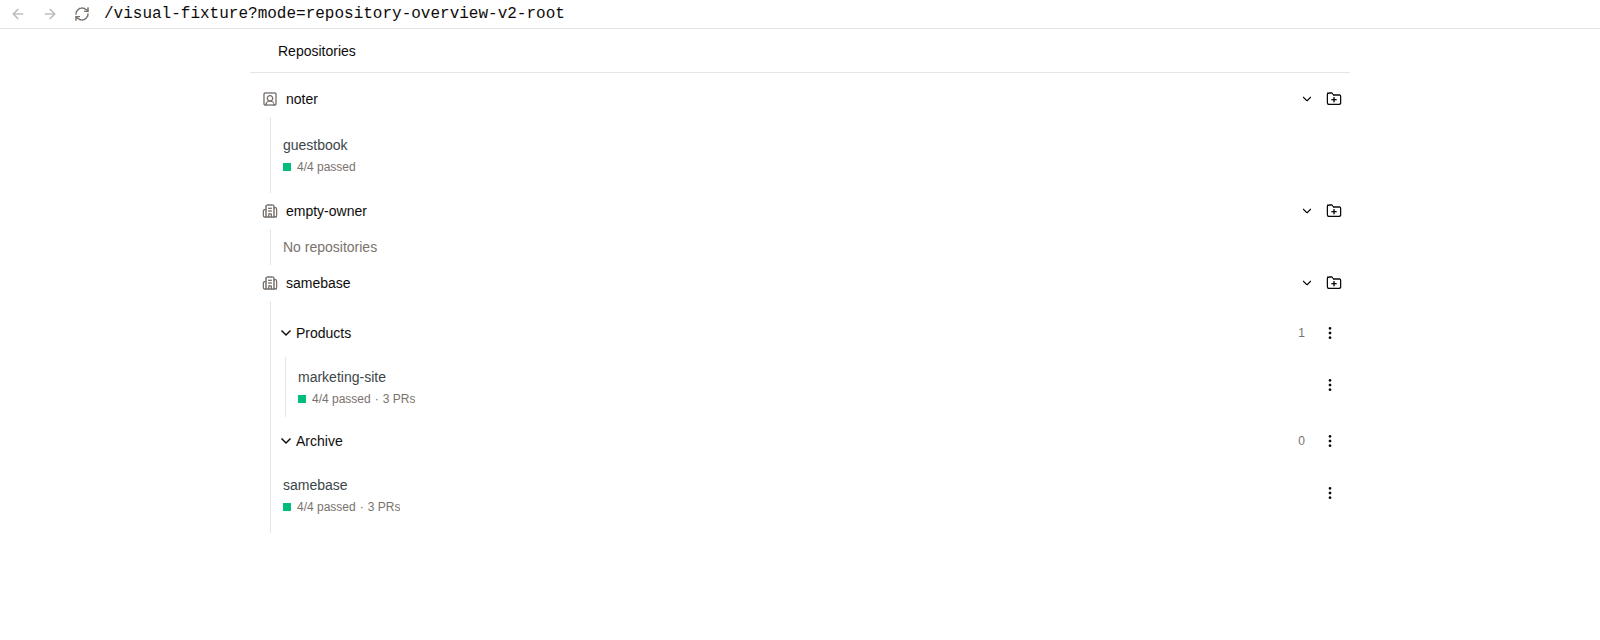 /visual-fixture?mode=repository-overview-v2-root
Repositories
noter
guestbook
4/4 passed
empty-owner
No repositories
samebase
Products 1
marketing-site
4/4 passed · 3 PRs
Archive 0
samebase
4/4 passed · 3 PRs